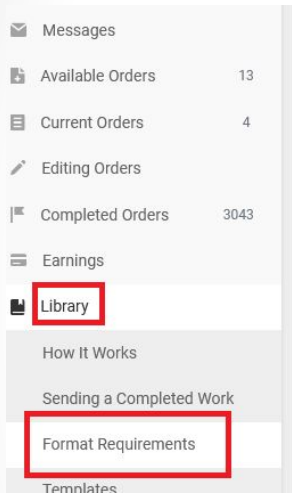 Messages
Available Orders 13
Current Orders 4
Editing Orders
Completed Orders 3043
Earnings
Library
How It Works
Sending a Completed Work
Format Requirements
Templates